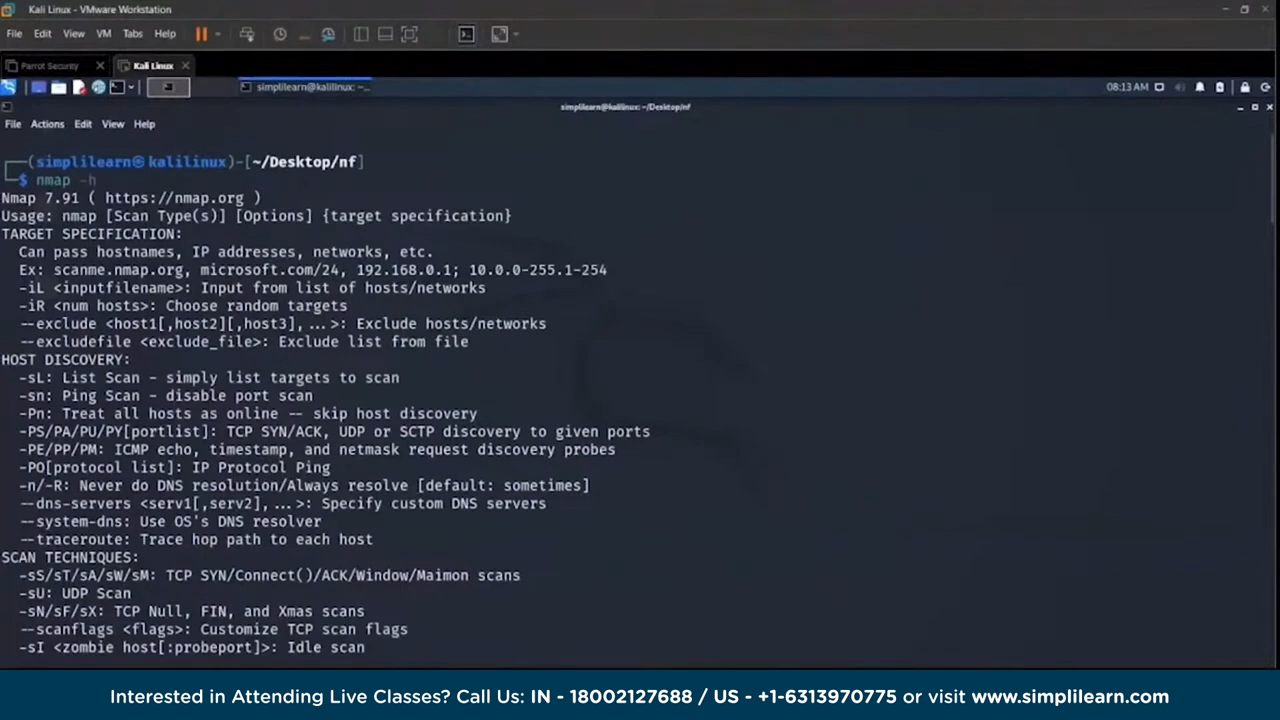 Kali Linux - VMware Workstation
File Edit View VM Tabs Help
Parrot Security Kali Linux
simplilearn@kalilinux: ~... 08:13 AM
simplilearn@kalilinux: ~/Desktop/nf
File Actions Edit View Help
(simplilearn㉿kalilinux)-[~/Desktop/nf]
$ nmap -h
Nmap 7.91 ( https://nmap.org )
Usage: nmap [Scan Type(s)] [Options] {target specification}
TARGET SPECIFICATION:
Can pass hostnames, IP addresses, networks, etc.
Ex: scanme.nmap.org, microsoft.com/24, 192.168.0.1; 10.0.0-255.1-254
-iL <inputfilename>: Input from list of hosts/networks
-iR <num hosts>: Choose random targets
--exclude <host1[,host2][,host3],...>: Exclude hosts/networks
--excludefile <exclude_file>: Exclude list from file
HOST DISCOVERY:
-sL: List Scan - simply list targets to scan
-sn: Ping Scan - disable port scan
-Pn: Treat all hosts as online -- skip host discovery
-PS/PA/PU/PY[portlist]: TCP SYN/ACK, UDP or SCTP discovery to given ports
-PE/PP/PM: ICMP echo, timestamp, and netmask request discovery probes
-PO[protocol list]: IP Protocol Ping
-n/-R: Never do DNS resolution/Always resolve [default: sometimes]
--dns-servers <serv1[,serv2],...>: Specify custom DNS servers
--system-dns: Use OS's DNS resolver
--traceroute: Trace hop path to each host
SCAN TECHNIQUES:
-sS/sT/sA/sW/sM: TCP SYN/Connect()/ACK/Window/Maimon scans
-sU: UDP Scan
-sN/sF/sX: TCP Null, FIN, and Xmas scans
--scanflags <flags>: Customize TCP scan flags
-sI <zombie host[:probeport]>: Idle scan
Interested in Attending Live Classes? Call Us: IN - 18002127688 / US - +1-6313970775 or visit www.simplilearn.com